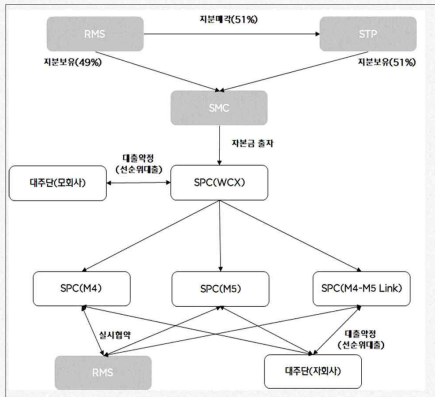 지분매각(51%)
RMS
STP
지분보유(49%)
지분보유(51%)
SMC
자본금 출자
대출약정
(선순위대출)
대주단(모회사)
SPC(WCX)
SPC(M4)
SPC(M5)
SPC(M4-M5 Link)
실시협약
대출약정
(선순위대출)
RMS
대주단(자회사)